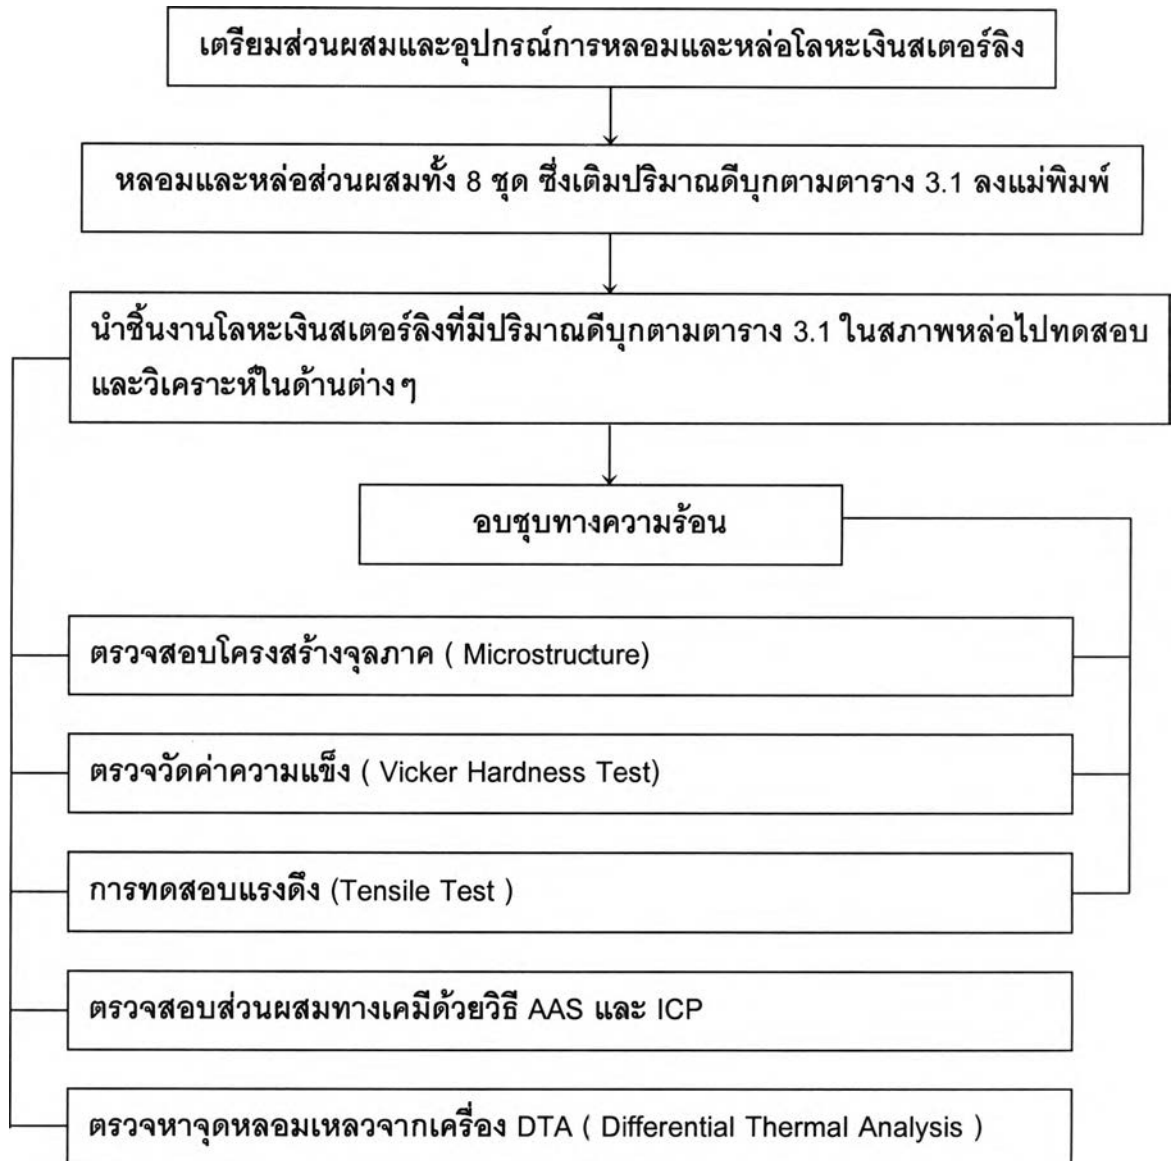 เตรียมส่วนผสมและอุปกรณ์การหลอมและหล่อโลหะเงินสเตอร์ลิง
หลอมและหล่อส่วนผสมทั้ง 8 ชุด ซึ่งเติมปริมาณดีบุกตามตาราง 3.1 ลงแม่พิมพ์
นำชิ้นงานโลหะเงินสเตอร์ลิงที่มีปริมาณดีบุกตามตาราง 3.1 ในสภาพหล่อไปทดสอบ
และวิเคราะห์ในด้านต่างๆ
อบชุบทางความร้อน
ตรวจสอบโครงสร้างจุลภาค ( Microstructure)
ตรวจวัดค่าความแข็ง ( Vicker Hardness Test)
การทดสอบแรงดึง (Tensile Test )
ตรวจสอบส่วนผสมทางเคมีด้วยวิธี AAS และ ICP
ตรวจหาจุดหลอมเหลวจากเครื่อง DTA ( Differential Thermal Analysis )